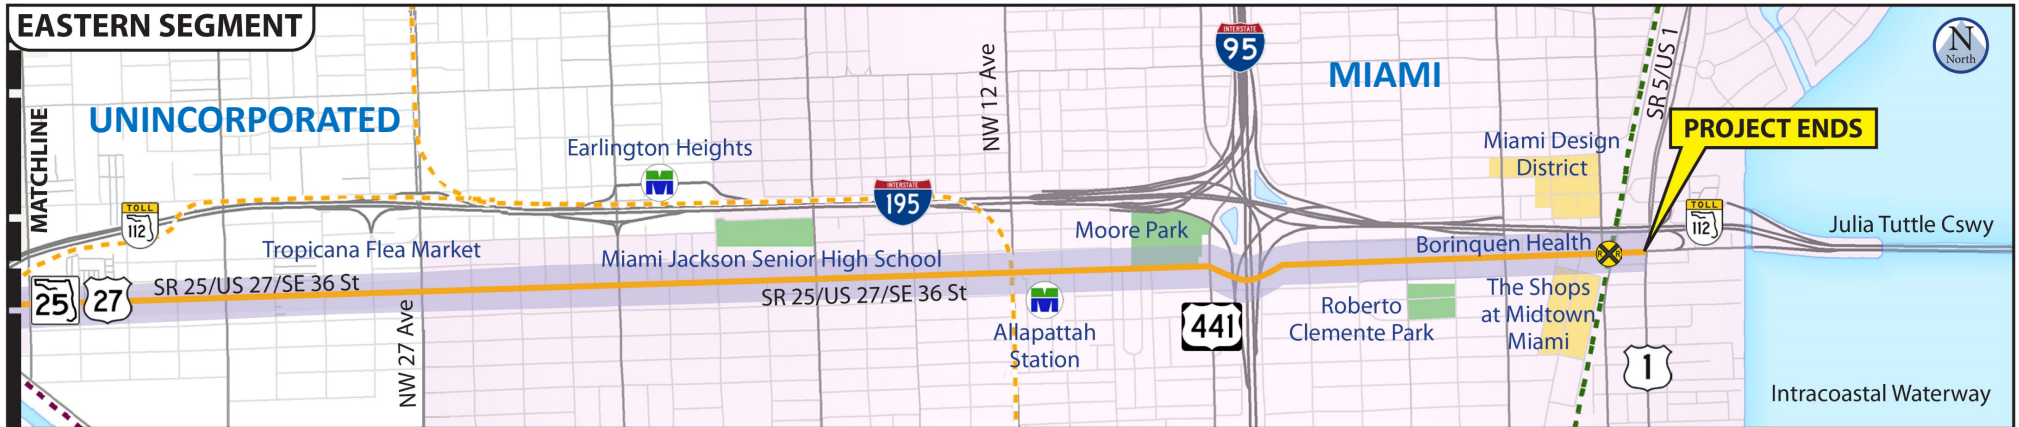 EASTERN SEGMENT
MATCHLINE
UNINCORPORATED
TOLL
112
25
27
SR 25/US 27/SE 36 St
Tropicana Flea Market
NW 27 Ave
Earlington Heights
M
Miami Jackson Senior High School
INTERSTATE
195
SR 25/US 27/SE 36 St
NW 12 Ave
M
Allapattah
Station
Moore Park
INTERSTATE
95
MIAMI
441
Roberto
Clemente Park
Miami Design
District
Borinquen Health
R R
The Shops
at Midtown
Miami
SR 5/US 1
PROJECT ENDS
TOLL
112
1
N
North
Julia Tuttle Cswy
Intracoastal Waterway